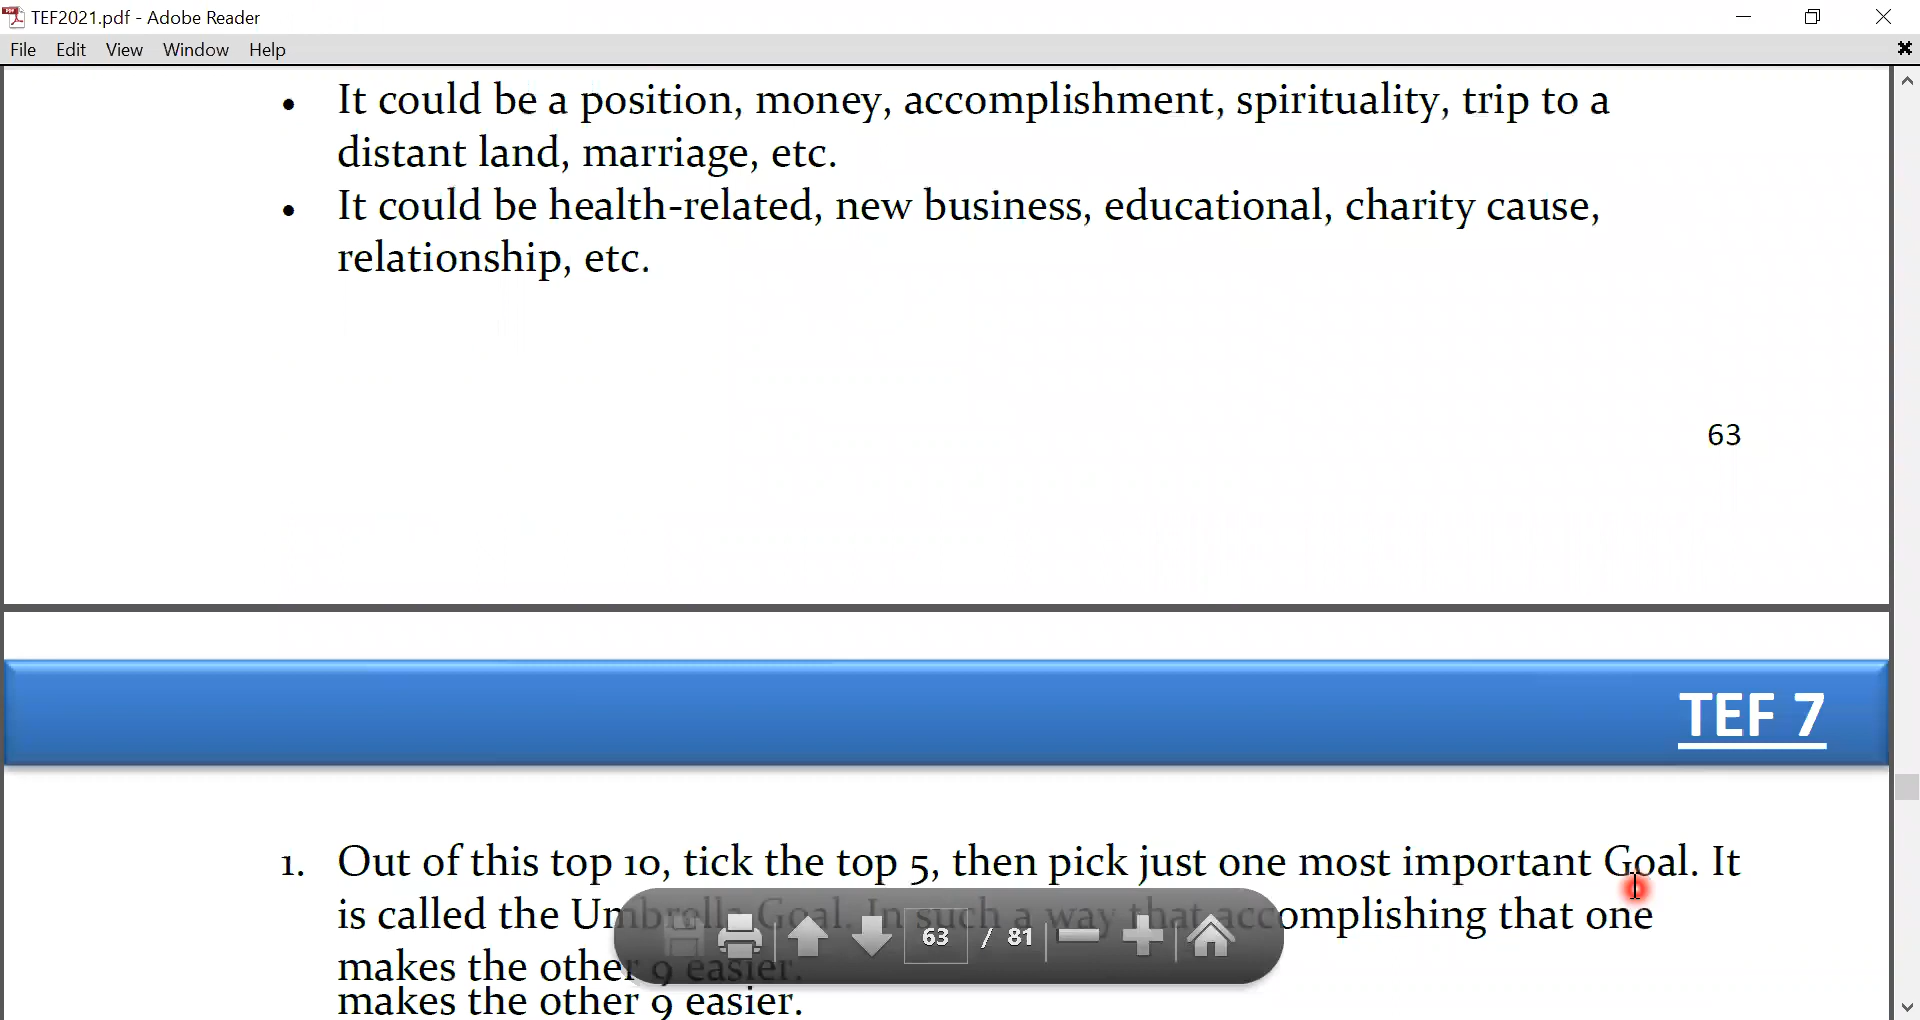 TEF2021.pdf - Adobe Reader
File Edit View Window Help
• It could be a position, money, accomplishment, spirituality, trip to a
distant land, marriage, etc.
• It could be health-related, new business, educational, charity cause,
relationship, etc.
63
TEF 7
1. Out of this top 10, tick the top 5, then pick just one most important Goal. It
is called the Umbrella Goal. In such a way that accomplishing that one
makes the other 9 easier.
makes the other 9 easier.
63 / 81